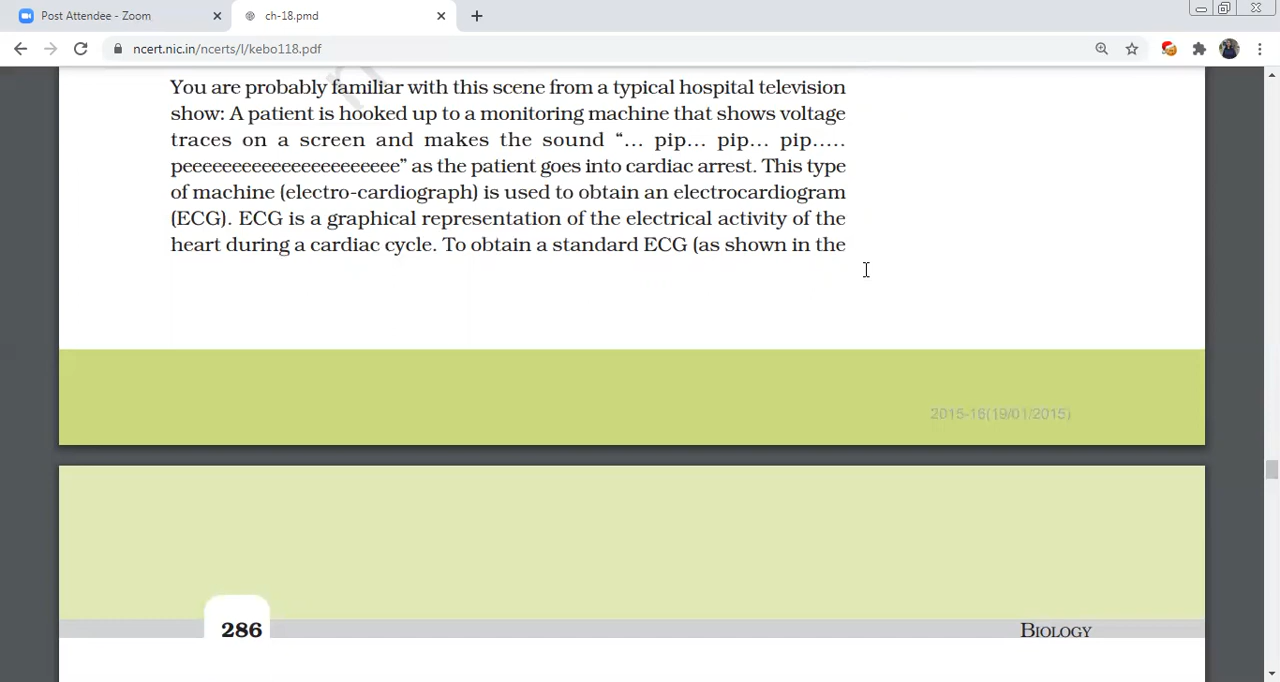 Post Attendee - Zoom
ch-18.pmd
ncert.nic.in/ncerts/l/kebo118.pdf
You are probably familiar with this scene from a typical hospital television
show: A patient is hooked up to a monitoring machine that shows voltage
traces on a screen and makes the sound “... pip... pip... pip.....
peeeeeeeeeeeeeeeeeeeeee” as the patient goes into cardiac arrest. This type
of machine (electro-cardiograph) is used to obtain an electrocardiogram
(ECG). ECG is a graphical representation of the electrical activity of the
heart during a cardiac cycle. To obtain a standard ECG (as shown in the
2015-16(19/01/2015)
286
BIOLOGY